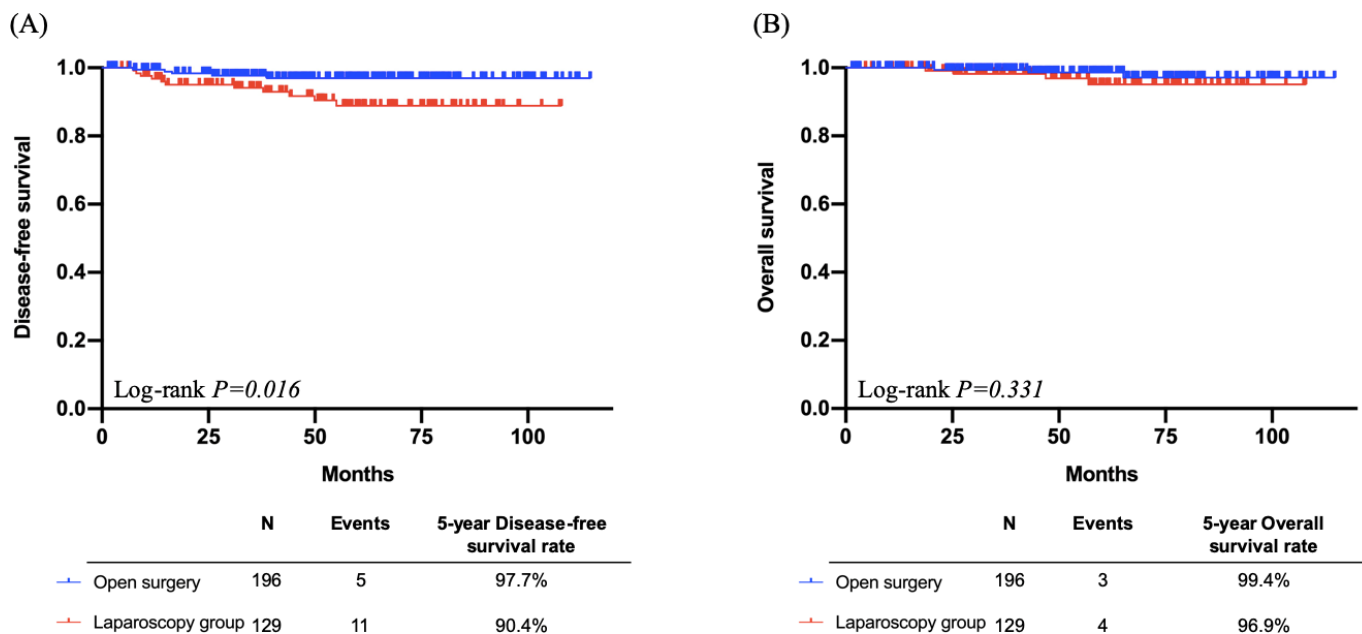 (A)
1.0
0.8
0.6
0.4
0.2
0.0
Disease-free survival
Log-rank P=0.016
0 25 50 75 100
Months
N Events 5-year Disease-free
survival rate
Open surgery 196 5 97.7%
Laparoscopy group 129 11 90.4%
(B)
1.0
0.8
0.6
0.4
0.2
0.0
Overall survival
Log-rank P=0.331
0 25 50 75 100
Months
N Events 5-year Overall
survival rate
Open surgery 196 3 99.4%
Laparoscopy group 129 4 96.9%